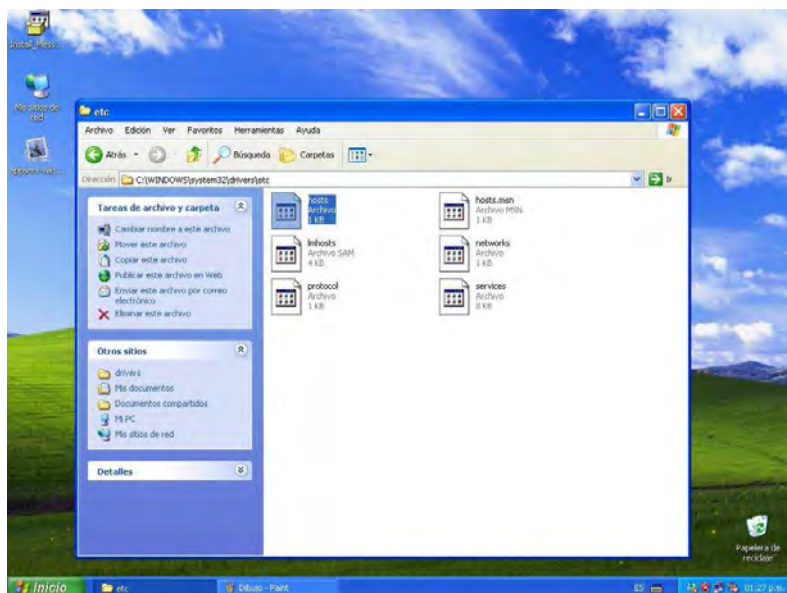 Install_Mess...
Mis sitios de
red
etc
Archivo Edición Ver Favoritos Herramientas Ayuda
Atrás Búsqueda Carpetas
Dirección C:\WINDOWS\system32\drivers\etc Ir
Tareas de archivo y carpeta
Cambiar nombre a este archivo
Mover este archivo
Copiar este archivo
Publicar este archivo en Web
Enviar este archivo por correo
electrónico
Eliminar este archivo
Otros sitios
drivers
Mis documentos
Documentos compartidos
Mi PC
Mis sitios de red
Detalles
hosts
Archivo
1 KB
hosts.msn
Archivo MSN
1 KB
lmhosts
Archivo SAM
4 KB
networks
Archivo
1 KB
protocol
Archivo
1 KB
services
Archivo
8 KB
Papelera de
reciclaje
Inicio etc Dibujo - Paint ES 01:27 p.m.